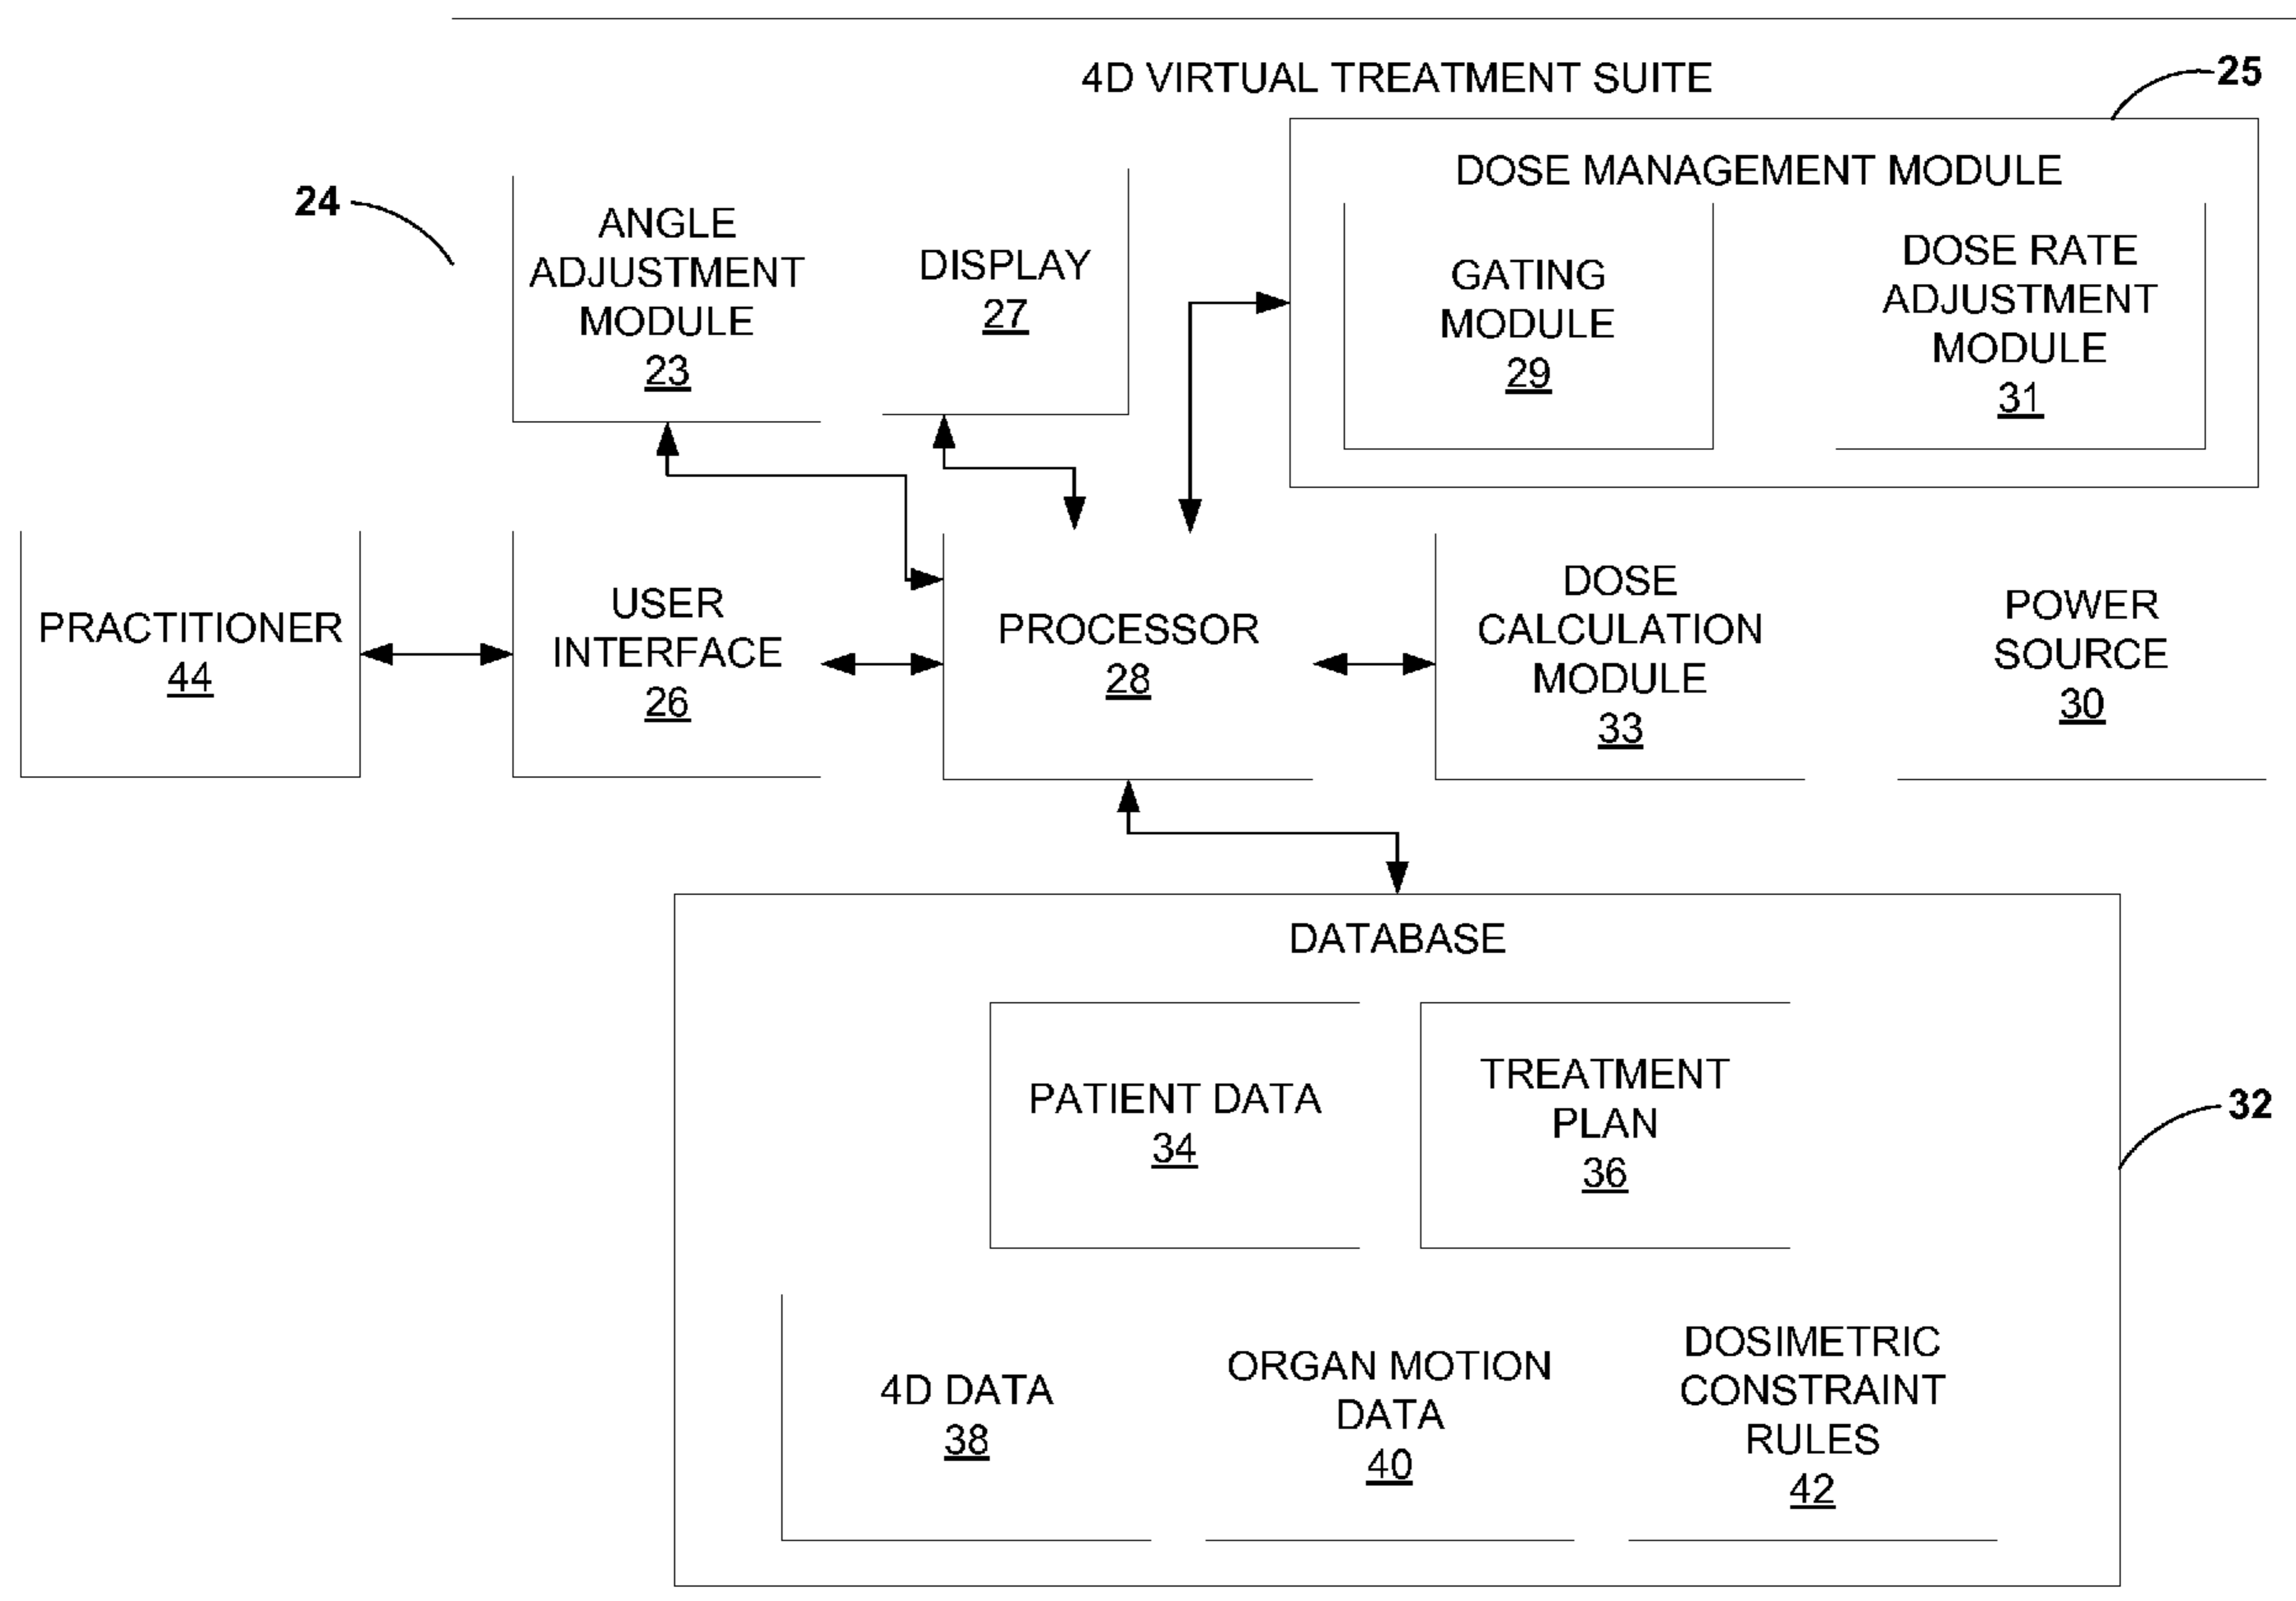 4D VIRTUAL TREATMENT SUITE
25
24
ANGLE
ADJUSTMENT
MODULE
23
DISPLAY
27
DOSE MANAGEMENT MODULE
GATING
MODULE
29
DOSE RATE
ADJUSTMENT
MODULE
31
PRACTITIONER
44
USER
INTERFACE
26
PROCESSOR
28
DOSE
CALCULATION
MODULE
33
POWER
SOURCE
30
DATABASE
PATIENT DATA
34
TREATMENT
PLAN
36
32
4D DATA
38
ORGAN MOTION
DATA
40
DOSIMETRIC
CONSTRAINT
RULES
42